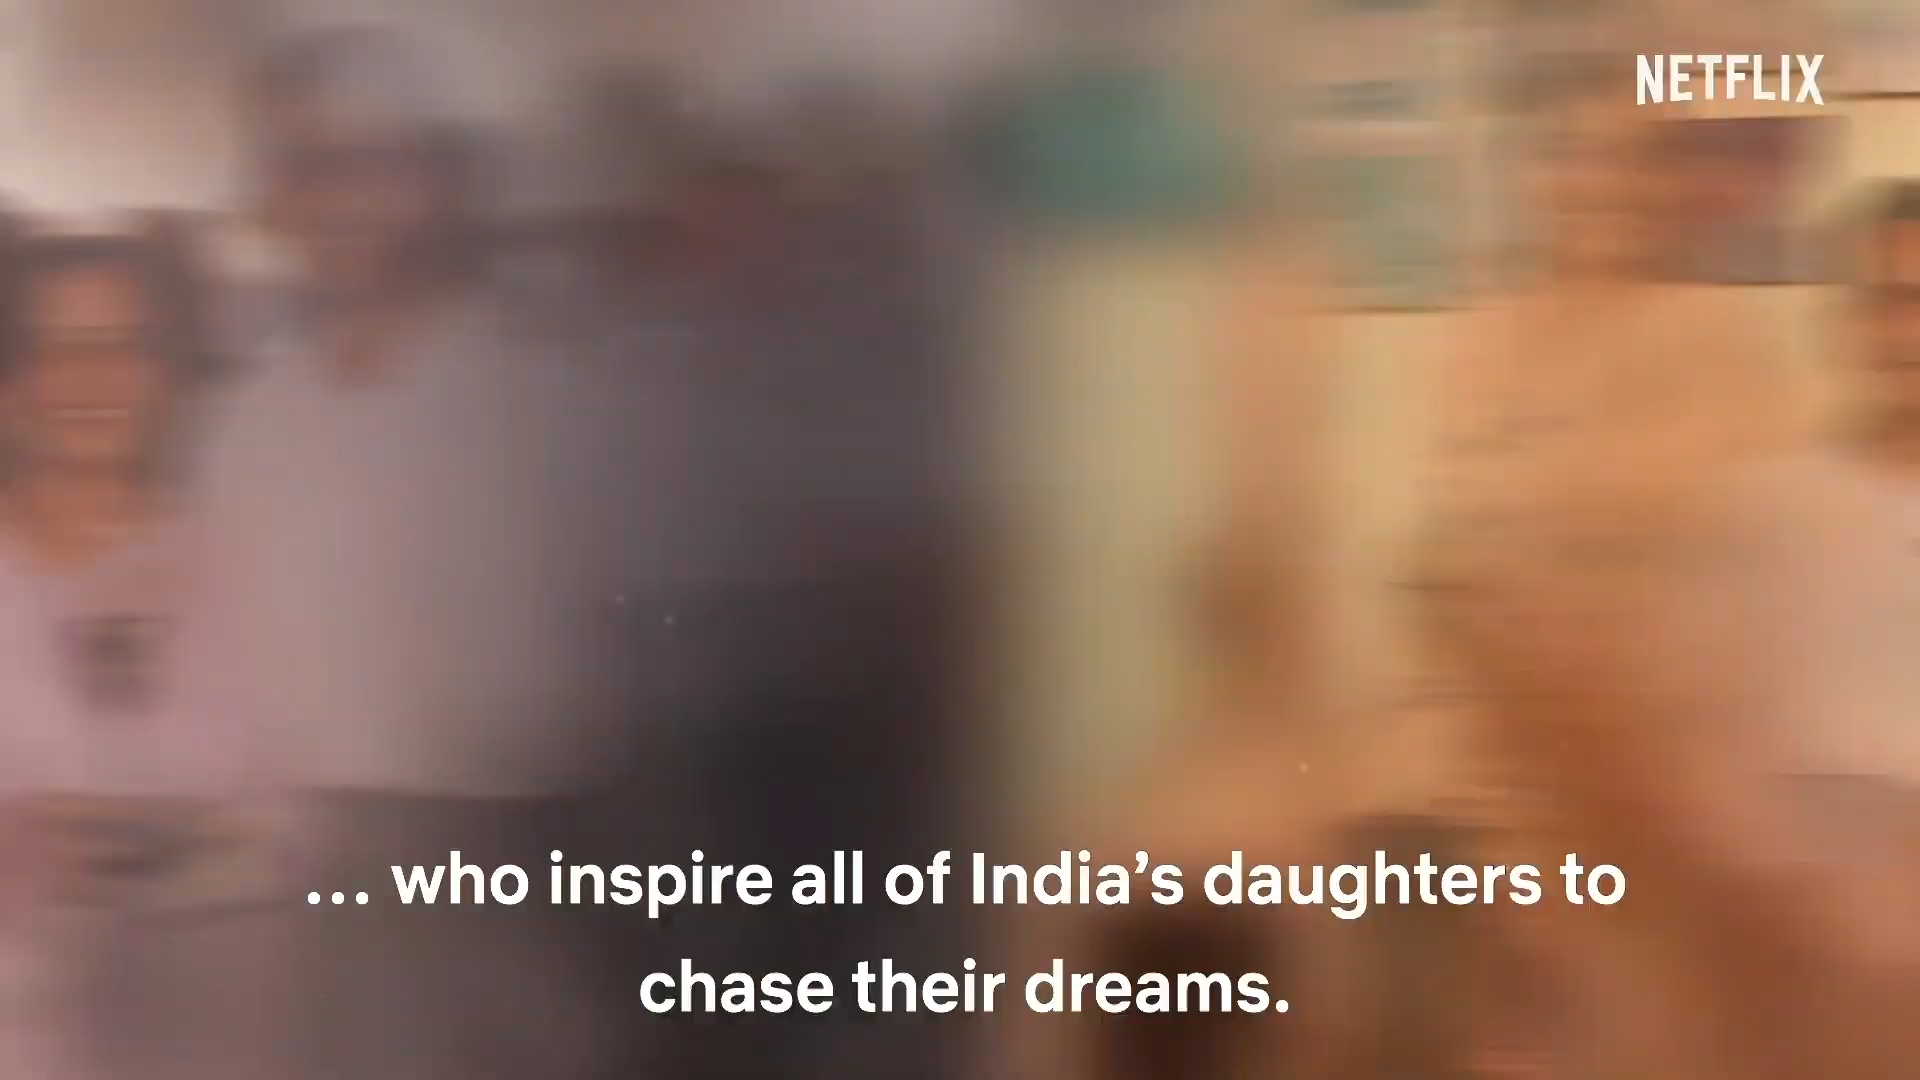 NETFLIX
… who inspire all of India’s daughters to
chase their dreams.